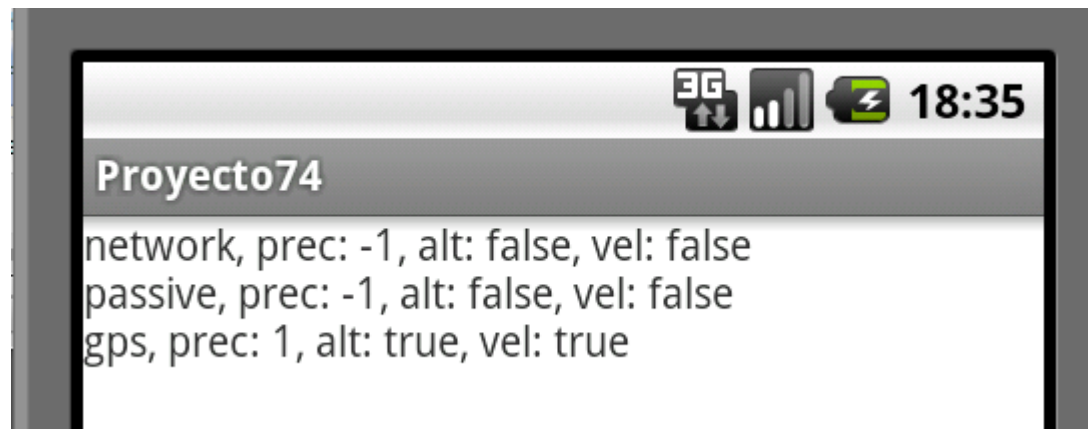 3G 18:35
Proyecto74
network, prec: -1, alt: false, vel: false
passive, prec: -1, alt: false, vel: false
gps, prec: 1, alt: true, vel: true